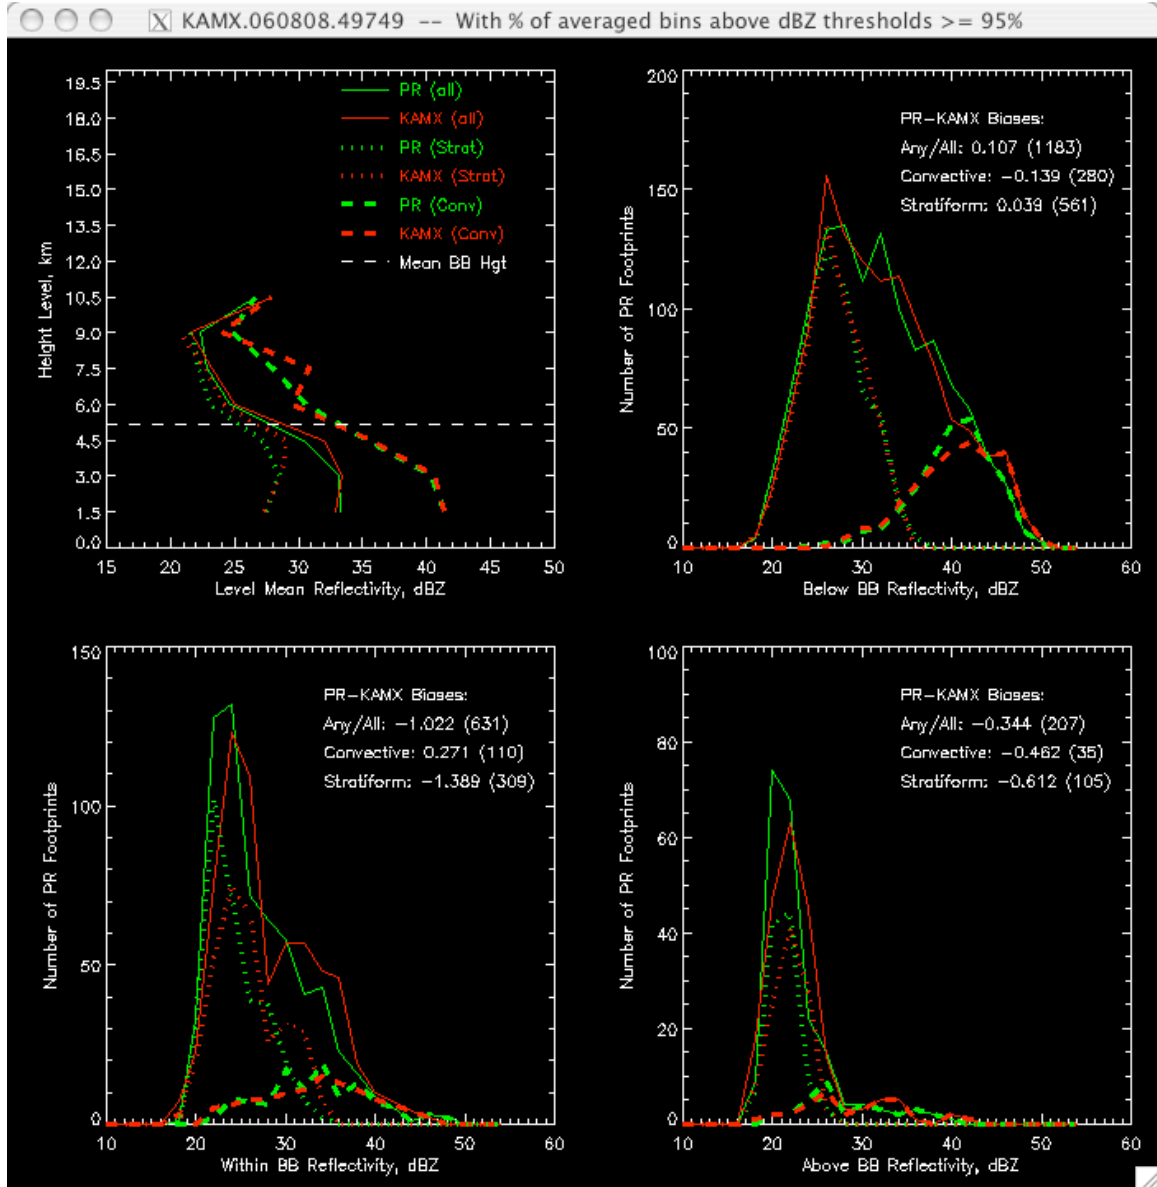 KAMX.060808.49749 -- With % of averaged bins above dBZ thresholds >= 95%
19.5
18.0
16.5
15.0
13.5
12.0
10.5
9.0
7.5
6.0
4.5
3.0
1.5
0.0
Height Level, km
PR (all)
KAMX (all)
PR (Strat)
KAMX (Strat)
PR (Conv)
KAMX (Conv)
Mean BB Hgt
15 20 25 30 35 40 45 50
Level Mean Reflectivity, dBZ
200
150
100
50
0
Number of PR Footprints
PR-KAMX Biases:
Any/All: 0.107 (1183)
Convective: -0.139 (280)
Stratiform: 0.039 (561)
10 20 30 40 50 60
Below BB Reflectivity, dBZ
150
100
50
0
Number of PR Footprints
PR-KAMX Biases:
Any/All: -1.022 (631)
Convective: 0.271 (110)
Stratiform: -1.389 (309)
10 20 30 40 50 60
Within BB Reflectivity, dBZ
100
80
60
40
20
0
Number of PR Footprints
PR-KAMX Biases:
Any/All: -0.344 (207)
Convective: -0.462 (35)
Stratiform: -0.612 (105)
10 20 30 40 50 60
Above BB Reflectivity, dBZ